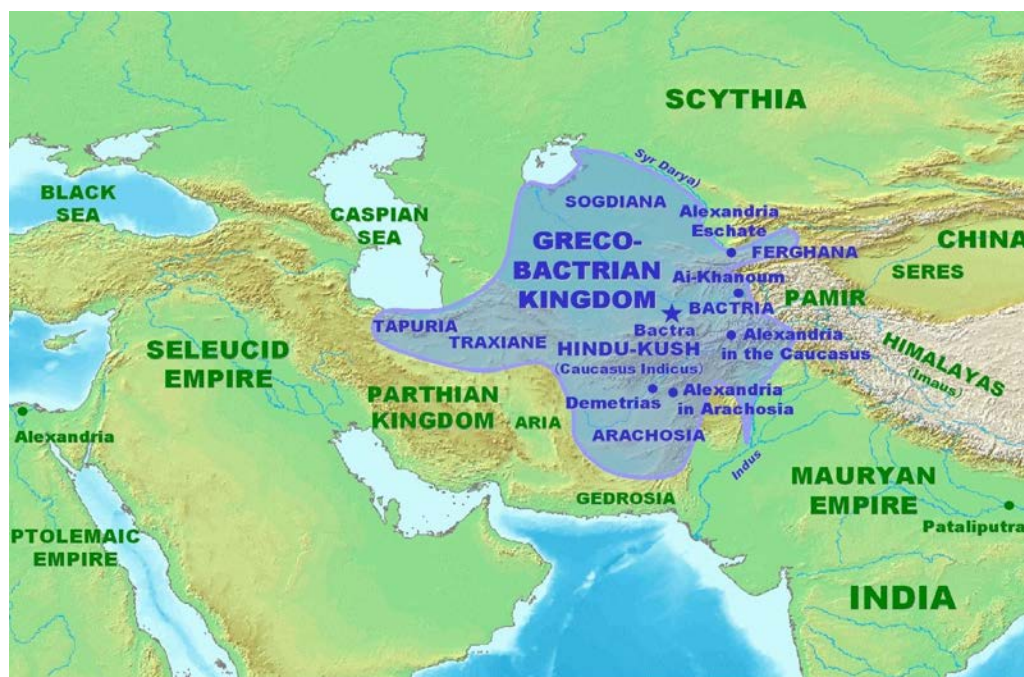 SCYTHIA
Syr Darya)
BLACK
SEA
CASPIAN
SEA
SOGDIANA
Alexandria
Eschate
FERGHANA
CHINA
SERES
GRECO-
BACTRIAN
KINGDOM
Ai-Khanoum
BACTRIA
PAMIR
Bactra
TAPURIA
TRAXIANE
HINDU-KUSH
(Caucasus Indicus)
Alexandria
in the Caucasus
HIMALAYAS
(Imaus)
SELEUCID
EMPIRE
PARTHIAN
KINGDOM
ARIA
Demetrias
Alexandria
in Arachosia
ARACHOSIA
Alexandria
Indus
GEDROSIA
MAURYAN
EMPIRE
Pataliputra
PTOLEMAIC
EMPIRE
INDIA